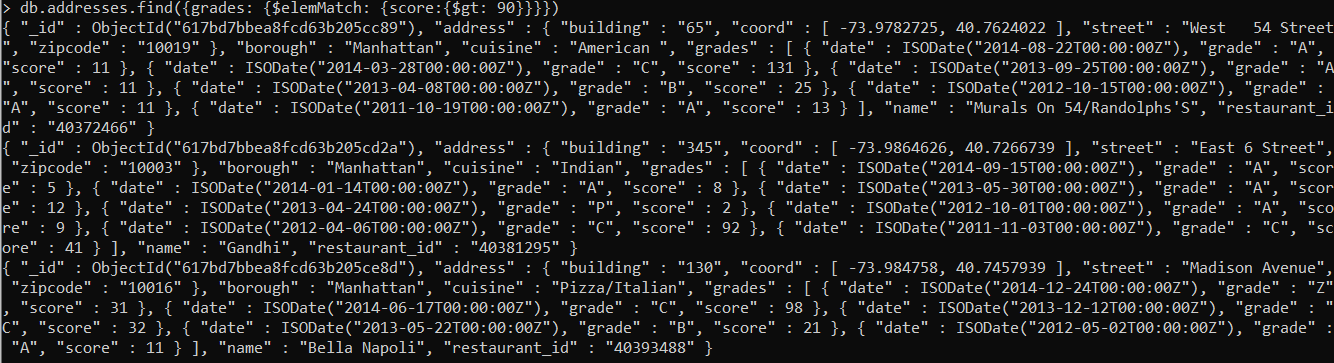 > db.addresses.find({grades: {$elemMatch: {score:{$gt: 90}}}})
{ "_id" : ObjectId("617bd7bbea8fcd63b205cc89"), "address" : { "building" : "65", "coord" : [ -73.9782725, 40.7624022 ], "street" : "West   54 Street
", "zipcode" : "10019" }, "borough" : "Manhattan", "cuisine" : "American ", "grades" : [ { "date" : ISODate("2014-08-22T00:00:00Z"), "grade" : "A",
"score" : 11 }, { "date" : ISODate("2014-03-28T00:00:00Z"), "grade" : "C", "score" : 131 }, { "date" : ISODate("2013-09-25T00:00:00Z"), "grade" : "A
", "score" : 11 }, { "date" : ISODate("2013-04-08T00:00:00Z"), "grade" : "B", "score" : 25 }, { "date" : ISODate("2012-10-15T00:00:00Z"), "grade" :
"A", "score" : 11 }, { "date" : ISODate("2011-10-19T00:00:00Z"), "grade" : "A", "score" : 13 } ], "name" : "Murals On 54/Randolphs'S", "restaurant_i
d" : "40372466" }
{ "_id" : ObjectId("617bd7bbea8fcd63b205cd2a"), "address" : { "building" : "345", "coord" : [ -73.9864626, 40.7266739 ], "street" : "East 6 Street",
"zipcode" : "10003" }, "borough" : "Manhattan", "cuisine" : "Indian", "grades" : [ { "date" : ISODate("2014-09-15T00:00:00Z"), "grade" : "A", "scor
e" : 5 }, { "date" : ISODate("2014-01-14T00:00:00Z"), "grade" : "A", "score" : 8 }, { "date" : ISODate("2013-05-30T00:00:00Z"), "grade" : "A", "scor
e" : 12 }, { "date" : ISODate("2013-04-24T00:00:00Z"), "grade" : "P", "score" : 2 }, { "date" : ISODate("2012-10-01T00:00:00Z"), "grade" : "A", "sco
re" : 9 }, { "date" : ISODate("2012-04-06T00:00:00Z"), "grade" : "C", "score" : 92 }, { "date" : ISODate("2011-11-03T00:00:00Z"), "grade" : "C", "sc
ore" : 41 } ], "name" : "Gandhi", "restaurant_id" : "40381295" }
{ "_id" : ObjectId("617bd7bbea8fcd63b205ce8d"), "address" : { "building" : "130", "coord" : [ -73.984758, 40.7457939 ], "street" : "Madison Avenue",
"zipcode" : "10016" }, "borough" : "Manhattan", "cuisine" : "Pizza/Italian", "grades" : [ { "date" : ISODate("2014-12-24T00:00:00Z"), "grade" : "Z"
, "score" : 31 }, { "date" : ISODate("2014-06-17T00:00:00Z"), "grade" : "C", "score" : 98 }, { "date" : ISODate("2013-12-12T00:00:00Z"), "grade" : "
C", "score" : 32 }, { "date" : ISODate("2013-05-22T00:00:00Z"), "grade" : "B", "score" : 21 }, { "date" : ISODate("2012-05-02T00:00:00Z"), "grade" :
"A", "score" : 11 } ], "name" : "Bella Napoli", "restaurant_id" : "40393488" }